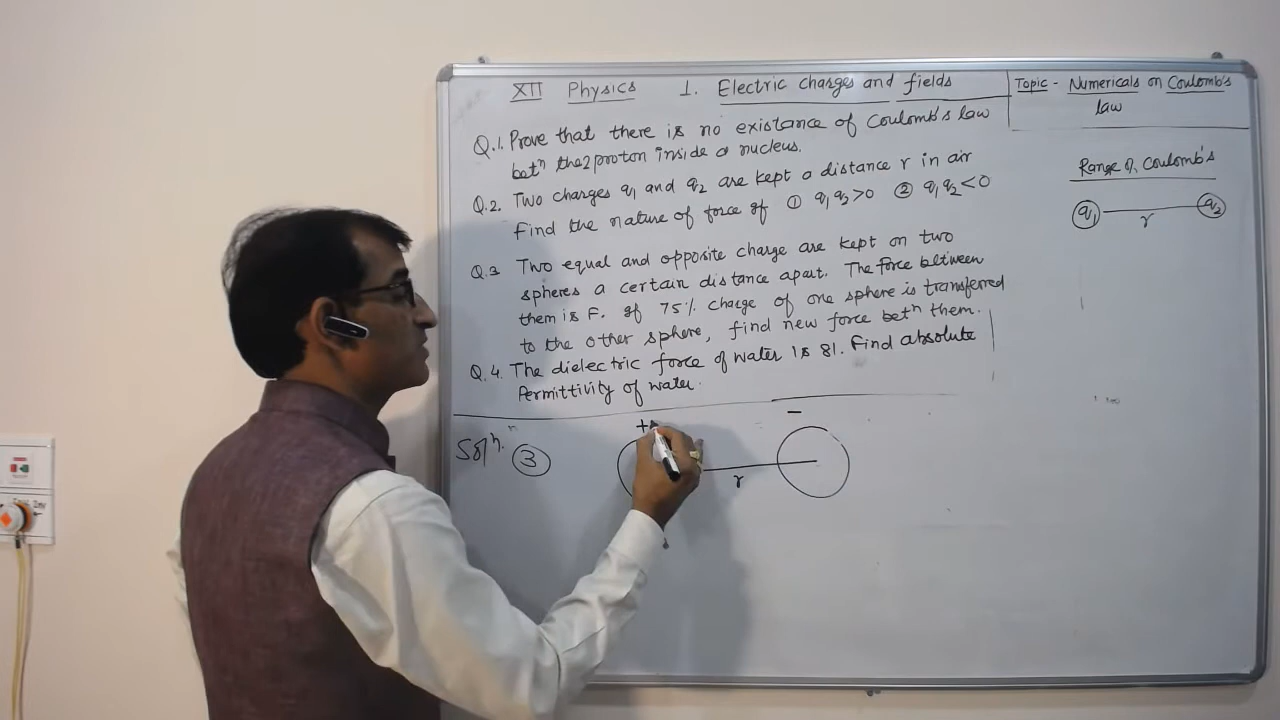 XII Physics 1. Electric charges and fields
Topic - Numericals on Coulomb's
law
Q.1. Prove that there is no existance of Coulomb's law
betⁿ the 2 proton inside a nucleus.
Q.2. Two charges q₁ and q₂ are kept a distance r in air
find the nature of force if ① q₁q₂>0 ② q₁q₂<0
Q.3 Two equal and opposite charge are kept on two
spheres a certain distance apart. The force between
them is F. If 75% charge of one sphere is transferred
to the other sphere, find new force betⁿ them.
Q.4. The dielectric force of water is 81. Find absolute
Permittivity of water.
Range of Coulomb's
q₁ r q₂
Solⁿ. ③
+
-
r